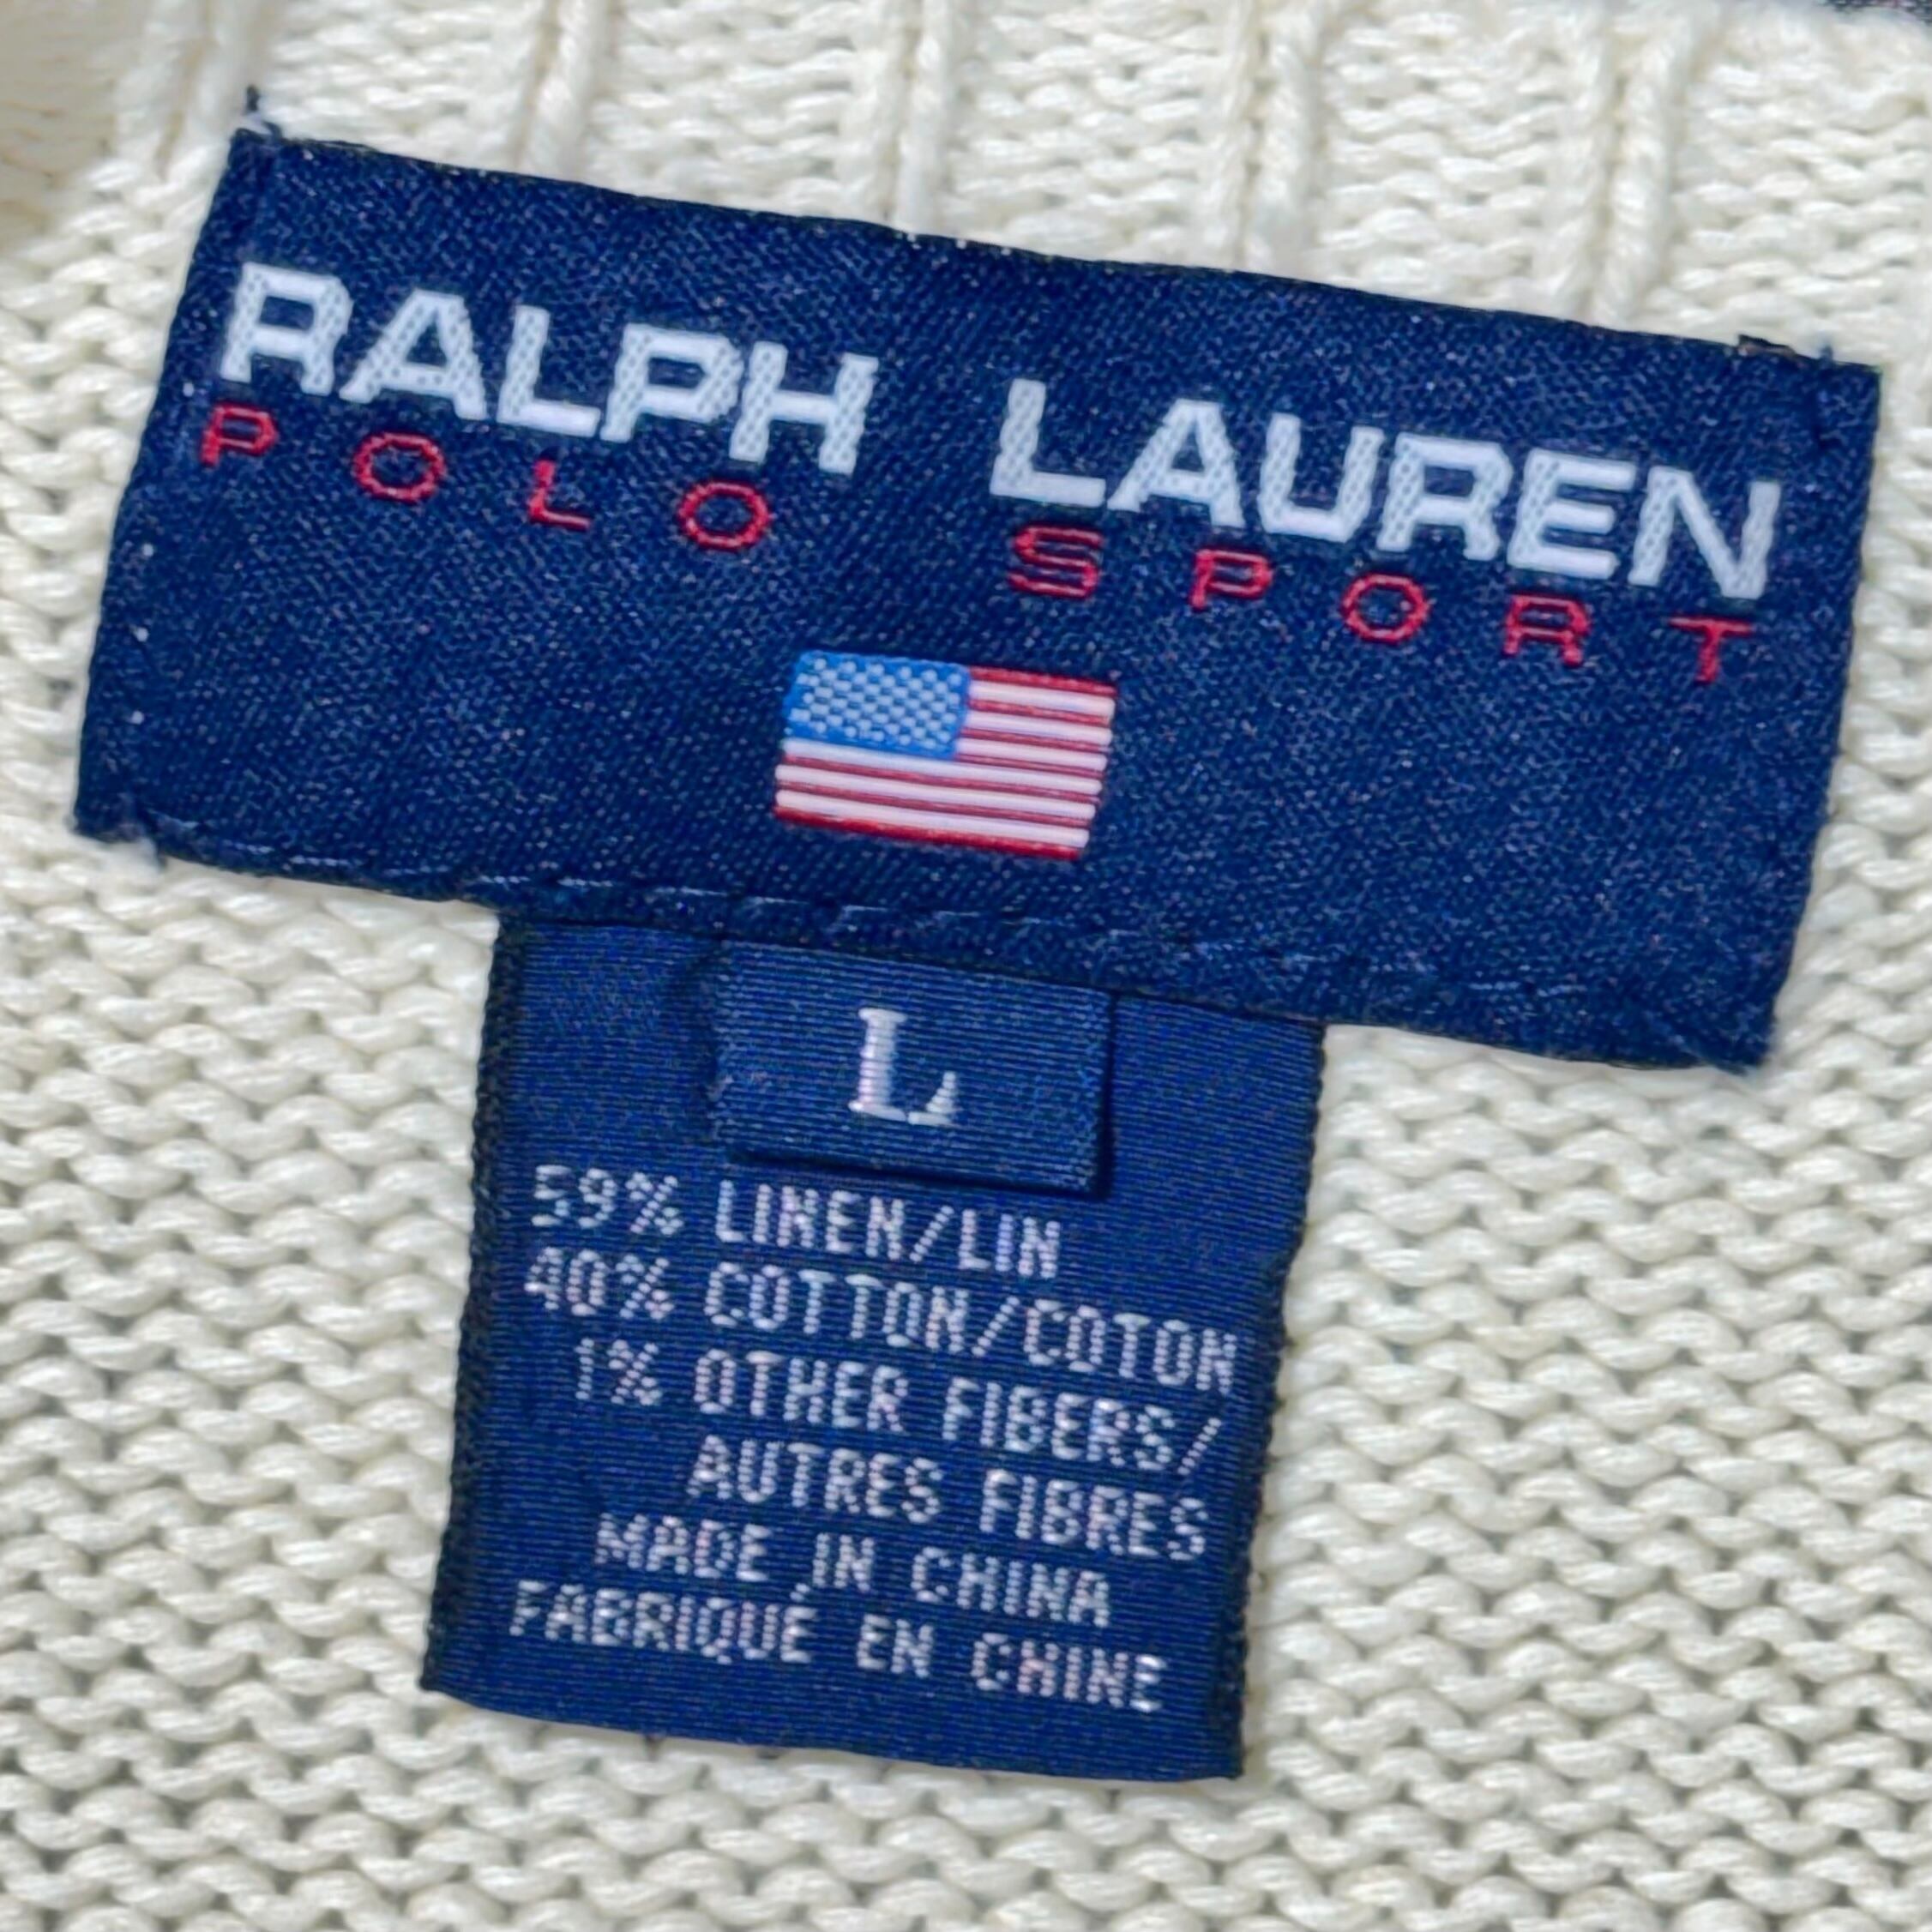 RALPH LAUREN
POLO SPORT
L
59% LINEN/LIN
40% COTTON/COTON
1% OTHER FIBERS/
AUTRES FIBRES
MADE IN CHINA
FABRIQUÉ EN CHINE